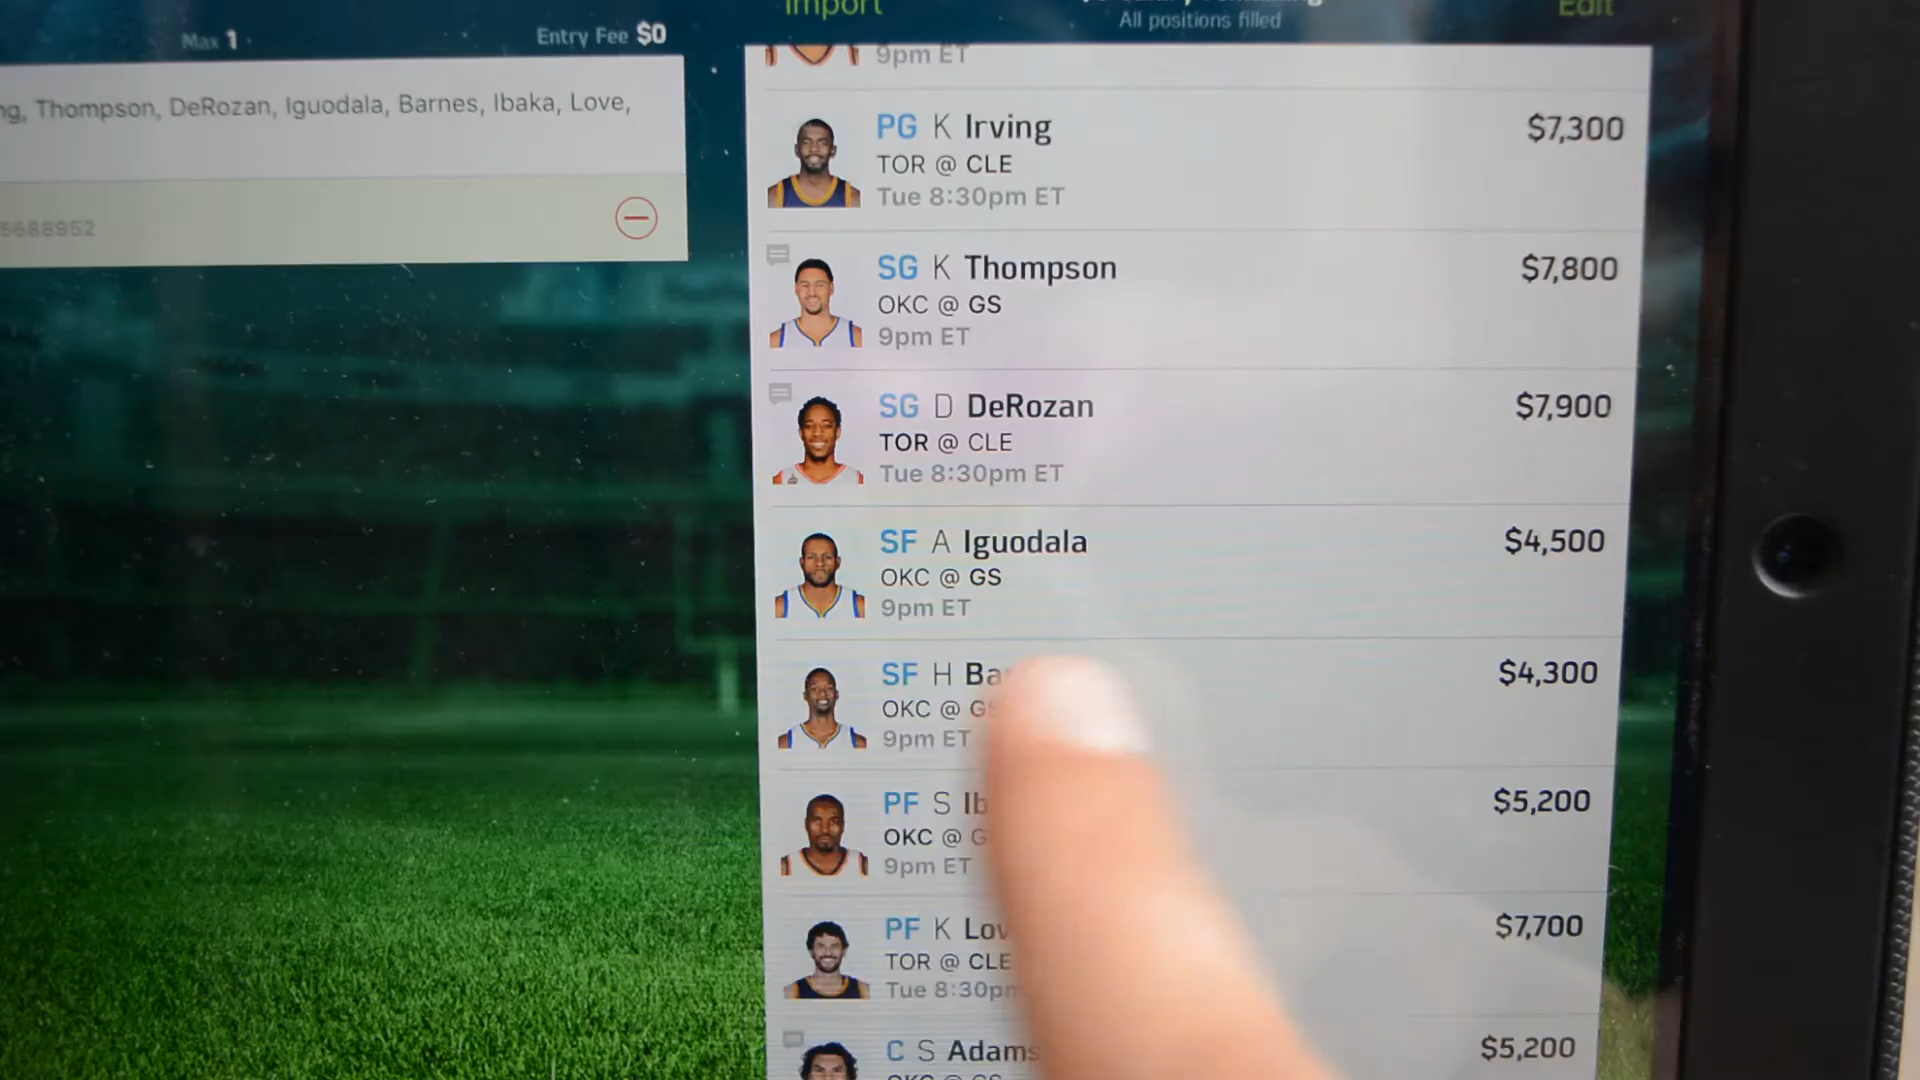 Max 1
Entry Fee $0
Thompson, DeRozan, Iguodala, Barnes, Ibaka, Love,
5688952
Import
All positions filled
Edit
9pm ET
PG K Irving
$7,300
TOR @ CLE
Tue 8:30pm ET
SG K Thompson
$7,800
OKC @ GS
9pm ET
SG D DeRozan
$7,900
TOR @ CLE
Tue 8:30pm ET
SF A Iguodala
$4,500
OKC @ GS
9pm ET
SF H Ba
$4,300
OKC @ GS
9pm ET
PF S Ib
$5,200
OKC @ G
9pm ET
PF K Lov
$7,700
TOR @ CLE
Tue 8:30pm
C S Adams
$5,200